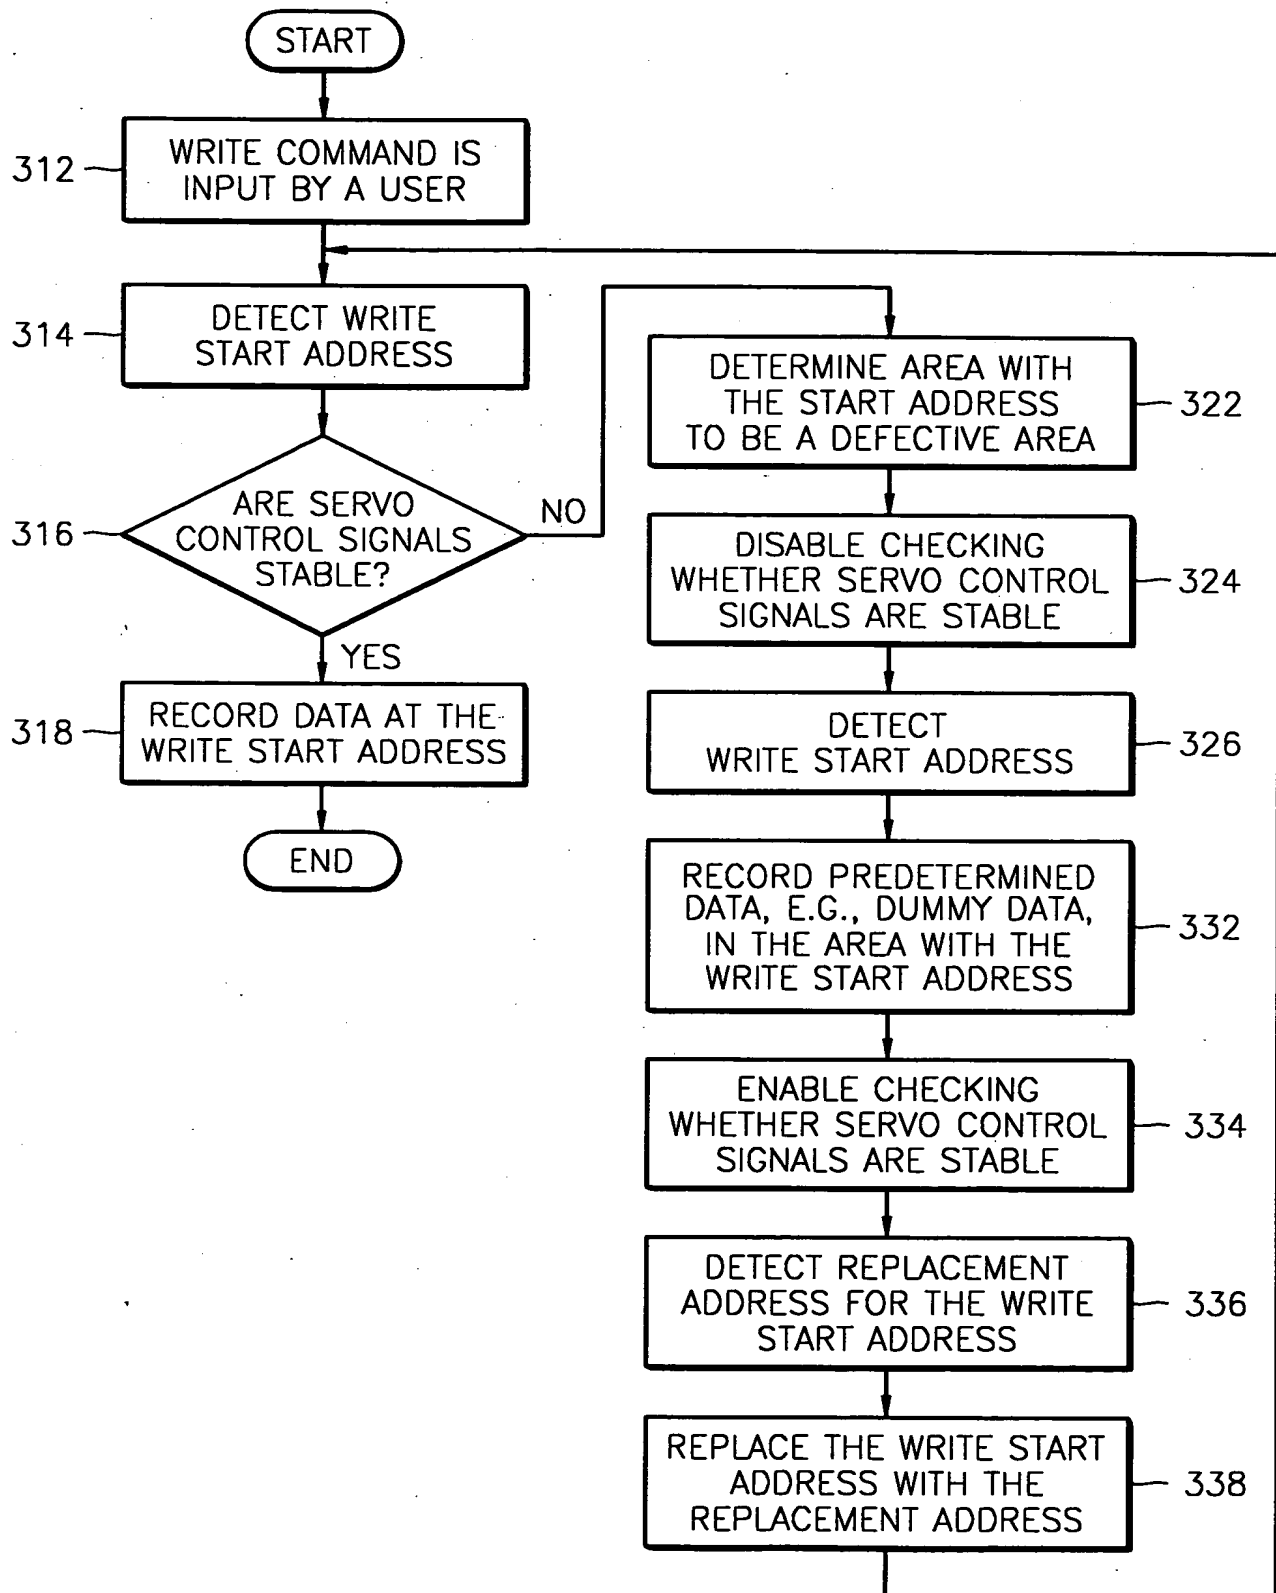 START
312
WRITE COMMAND IS
INPUT BY A USER
314
DETECT WRITE
START ADDRESS
316
ARE SERVO
CONTROL SIGNALS
STABLE?
NO
YES
318
RECORD DATA AT THE
WRITE START ADDRESS
END
DETERMINE AREA WITH
THE START ADDRESS
TO BE A DEFECTIVE AREA
322
DISABLE CHECKING
WHETHER SERVO CONTROL
SIGNALS ARE STABLE
324
DETECT
WRITE START ADDRESS
326
RECORD PREDETERMINED
DATA, E.G., DUMMY DATA,
IN THE AREA WITH THE
WRITE START ADDRESS
332
ENABLE CHECKING
WHETHER SERVO CONTROL
SIGNALS ARE STABLE
334
DETECT REPLACEMENT
ADDRESS FOR THE WRITE
START ADDRESS
336
REPLACE THE WRITE START
ADDRESS WITH THE
REPLACEMENT ADDRESS
338